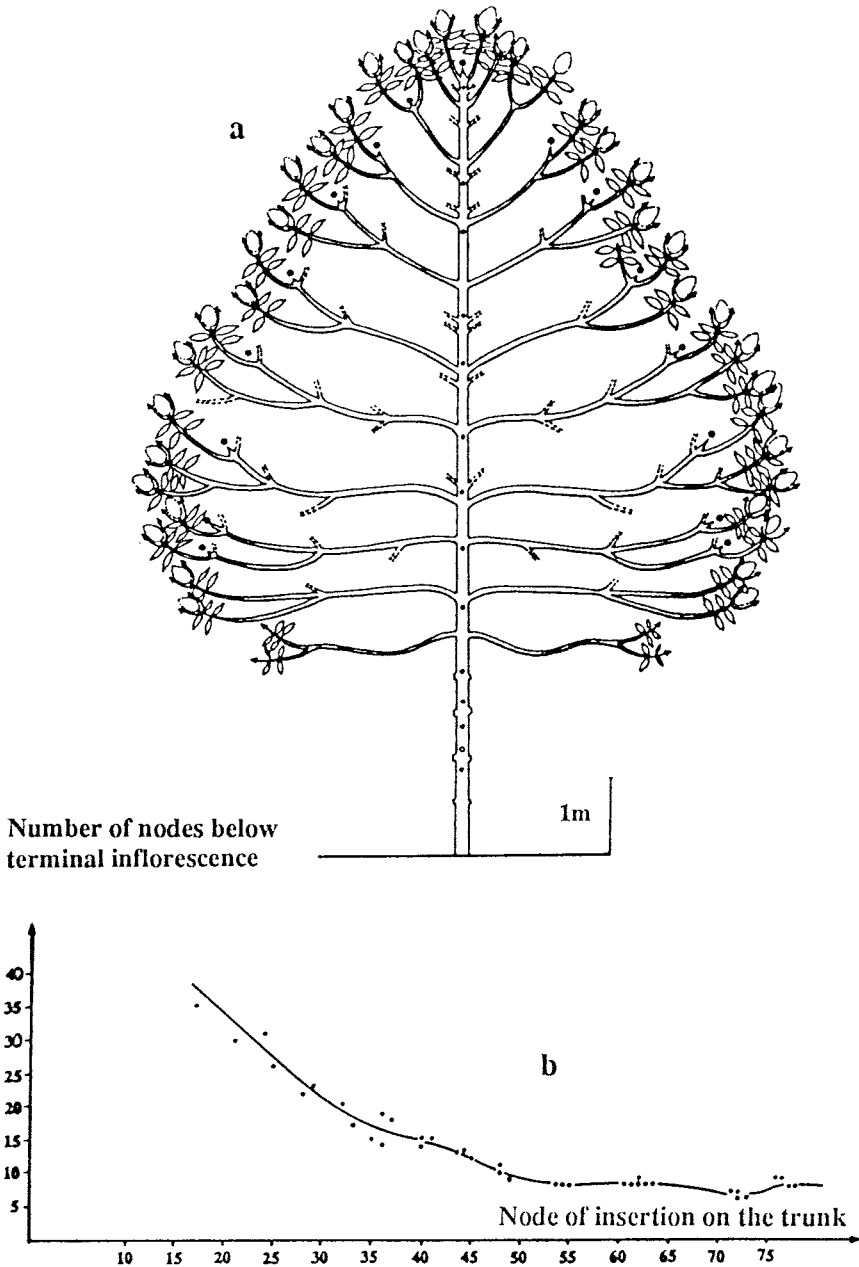 a
1m
Number of nodes below
terminal inflorescence
40
35
30
25
20
15
10
5
b
Node of insertion on the trunk
10 15 20 25 30 35 40 45 50 55 60 65 70 75